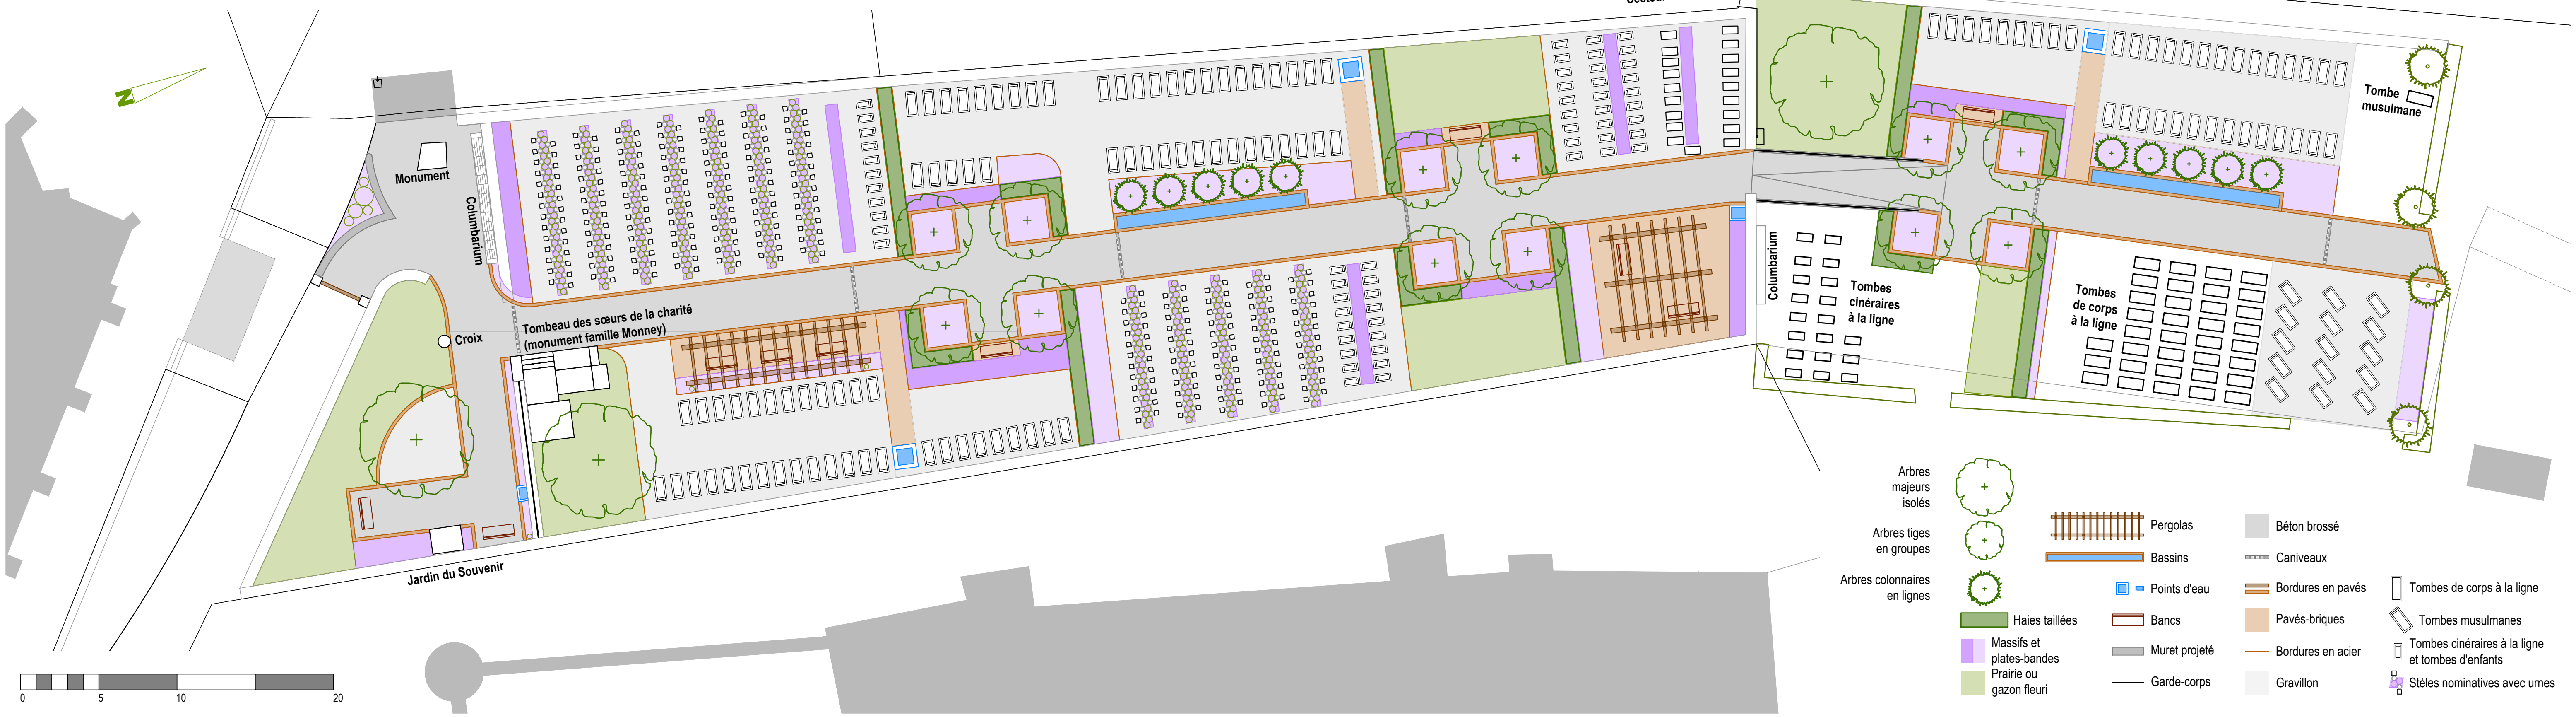 N
Monument
Columbarium
Croix
Tombeau des sœurs de la charité
(monument famille Monney)
Jardin du Souvenir
Columbarium
Tombes
cinéraires
à la ligne
Tombes
de corps
à la ligne
Tombe
musulmane
Arbres
majeurs
isolés
Arbres tiges
en groupes
Arbres colonnaires
en lignes
Haies taillées
Massifs et
plates-bandes
Prairie ou
gazon fleuri
Pergolas
Bassins
Points d'eau
Bancs
Muret projeté
Garde-corps
Béton brossé
Caniveaux
Bordures en pavés
Pavés-briques
Bordures en acier
Gravillon
Tombes de corps à la ligne
Tombes musulmanes
Tombes cinéraires à la ligne
et tombes d'enfants
Stèles nominatives avec urnes
0 5 10 20